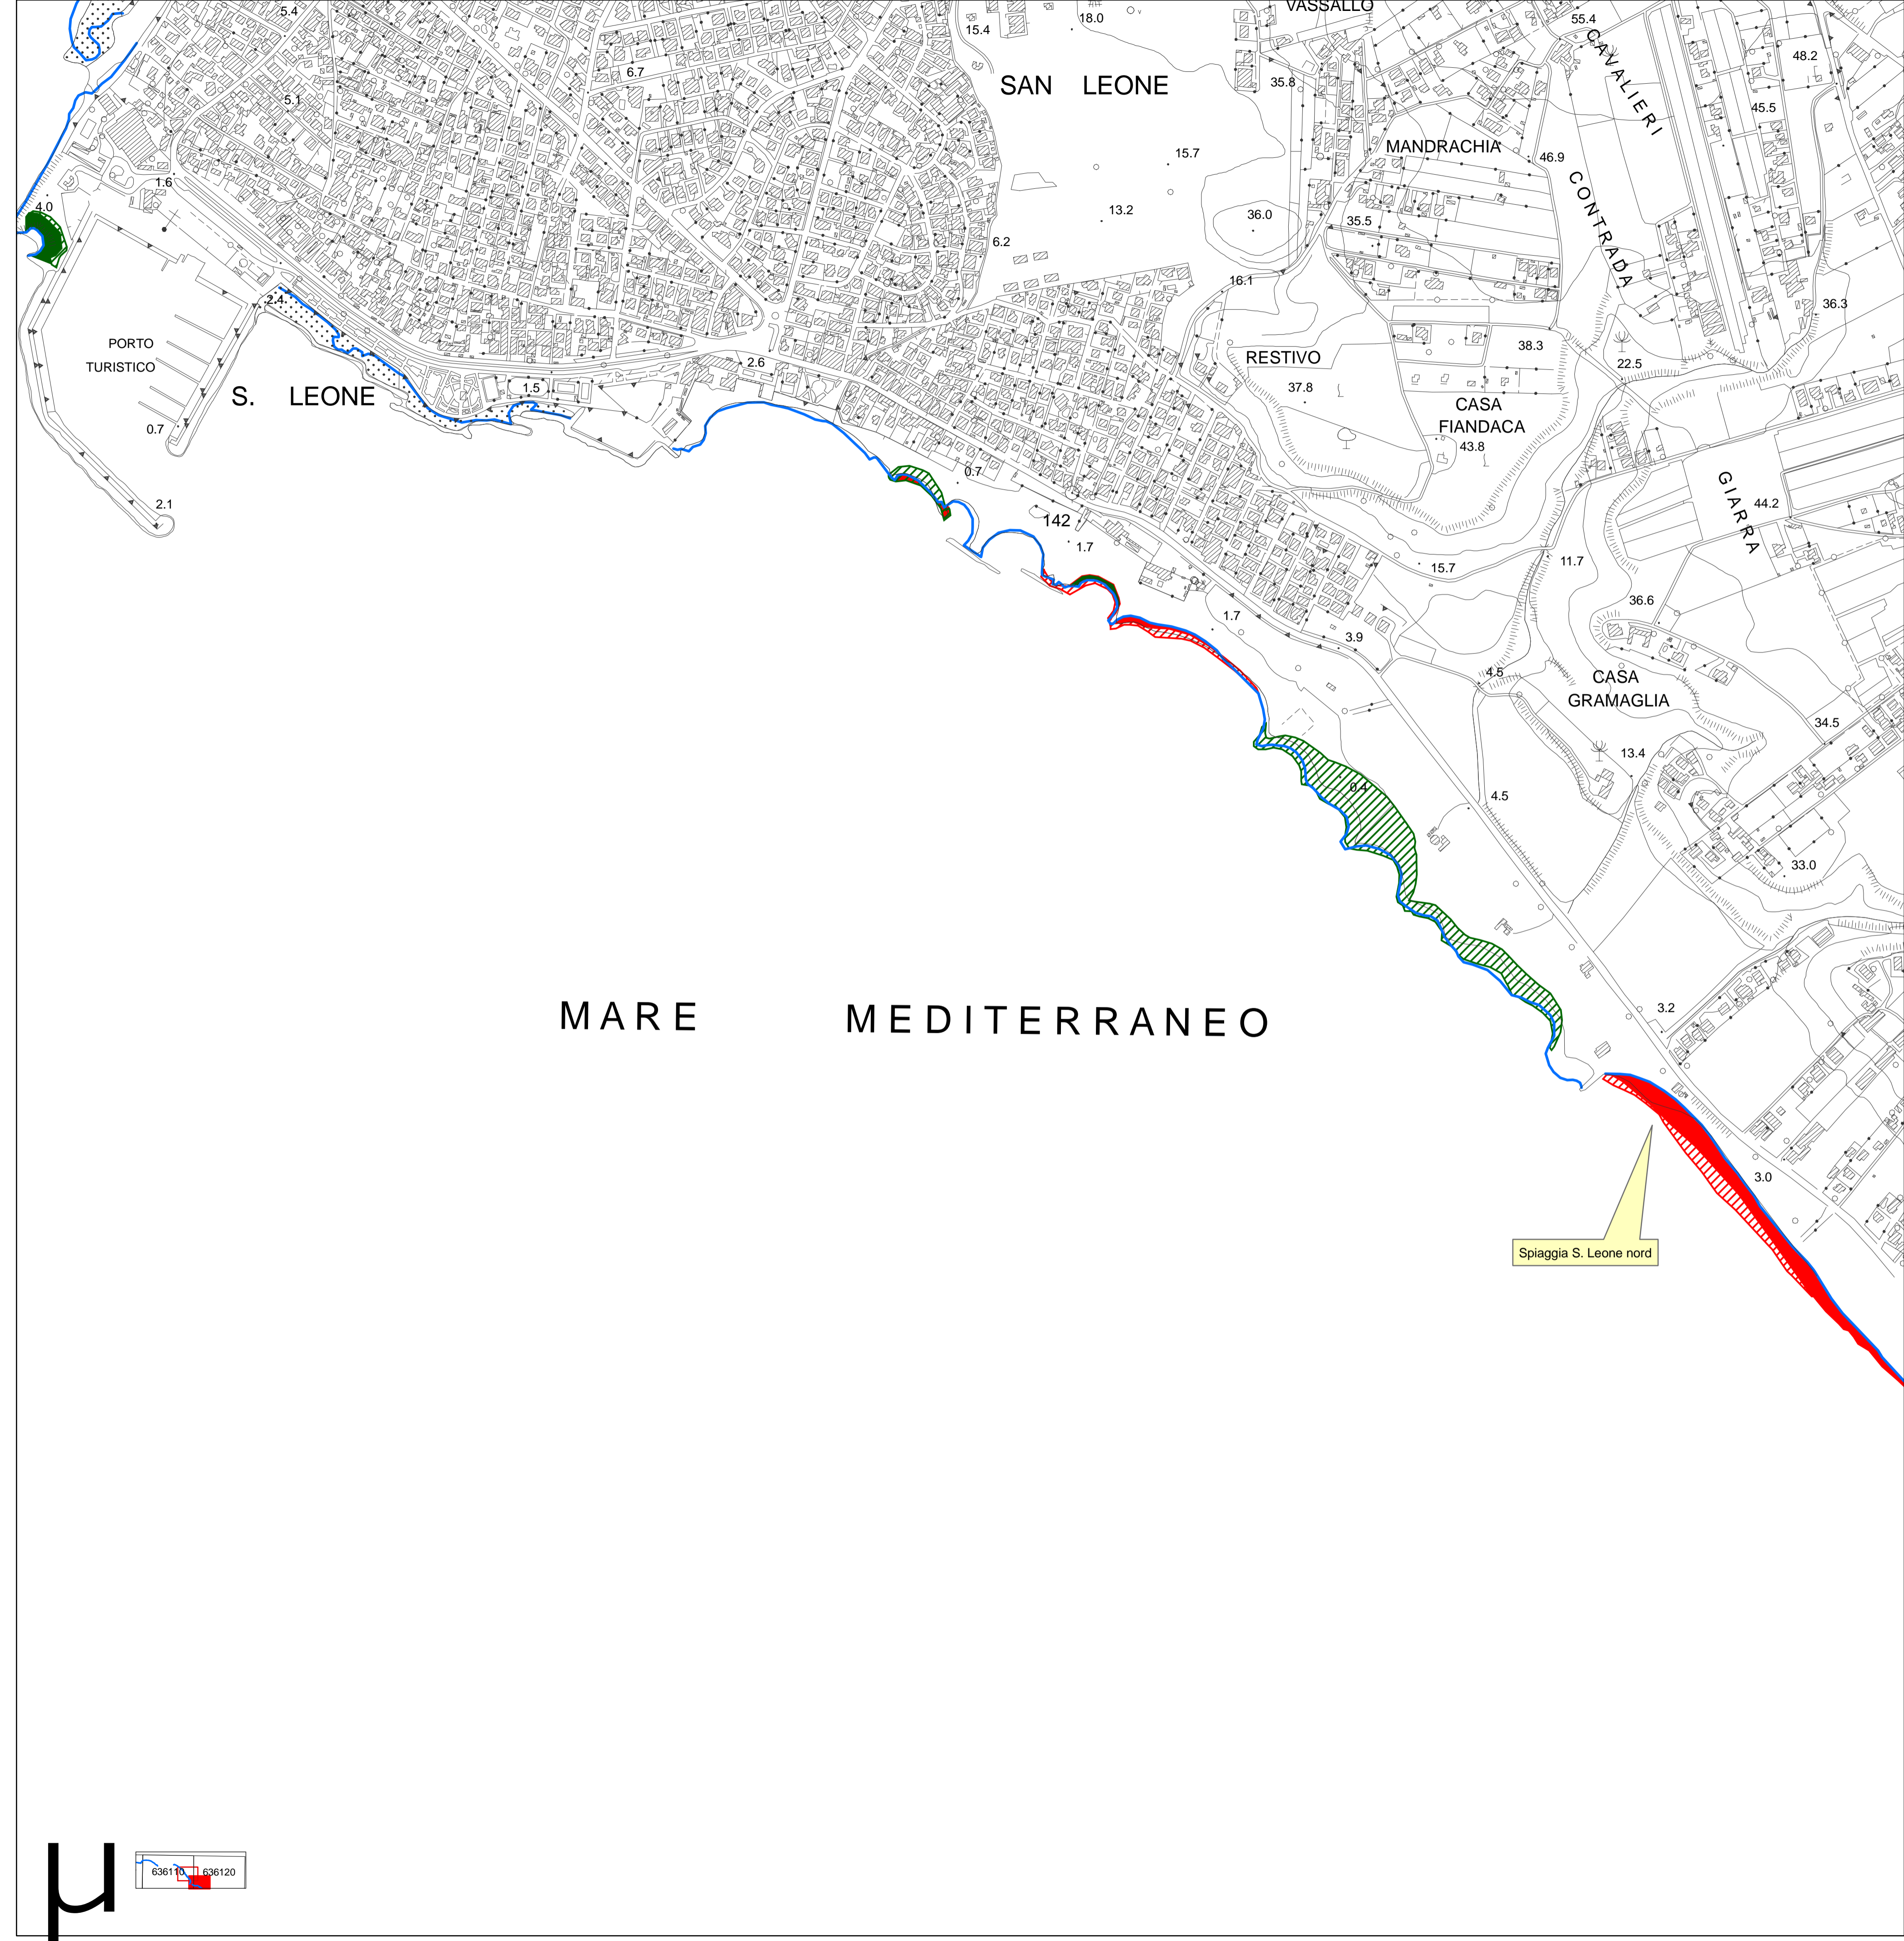 VASSALLO
5.4
15.4
18.0
v
55.4
CAVALIERI
48.2
6.7
SAN LEONE
35.8
5.1
45.5
MANDRACHIA
15.7
46.9
1.6
CONTRADA
4.0
13.2
36.0
35.5
6.2
16.1
2.4
36.3
PORTO
TURISTICO
RESTIVO
38.3
2.6
22.5
37.8
1.5
S. LEONE
CASA
FIANDACA
0.7
43.8
0.7
GIARRA
2.1
44.2
142
1.7
11.7
15.7
36.6
1.7
3.9
4.5
CASA
GRAMAGLIA
34.5
13.4
0.4
4.5
33.0
3.2
MARE MEDITERRANEO
3.0
Spiaggia S. Leone nord
µ
636110
636120